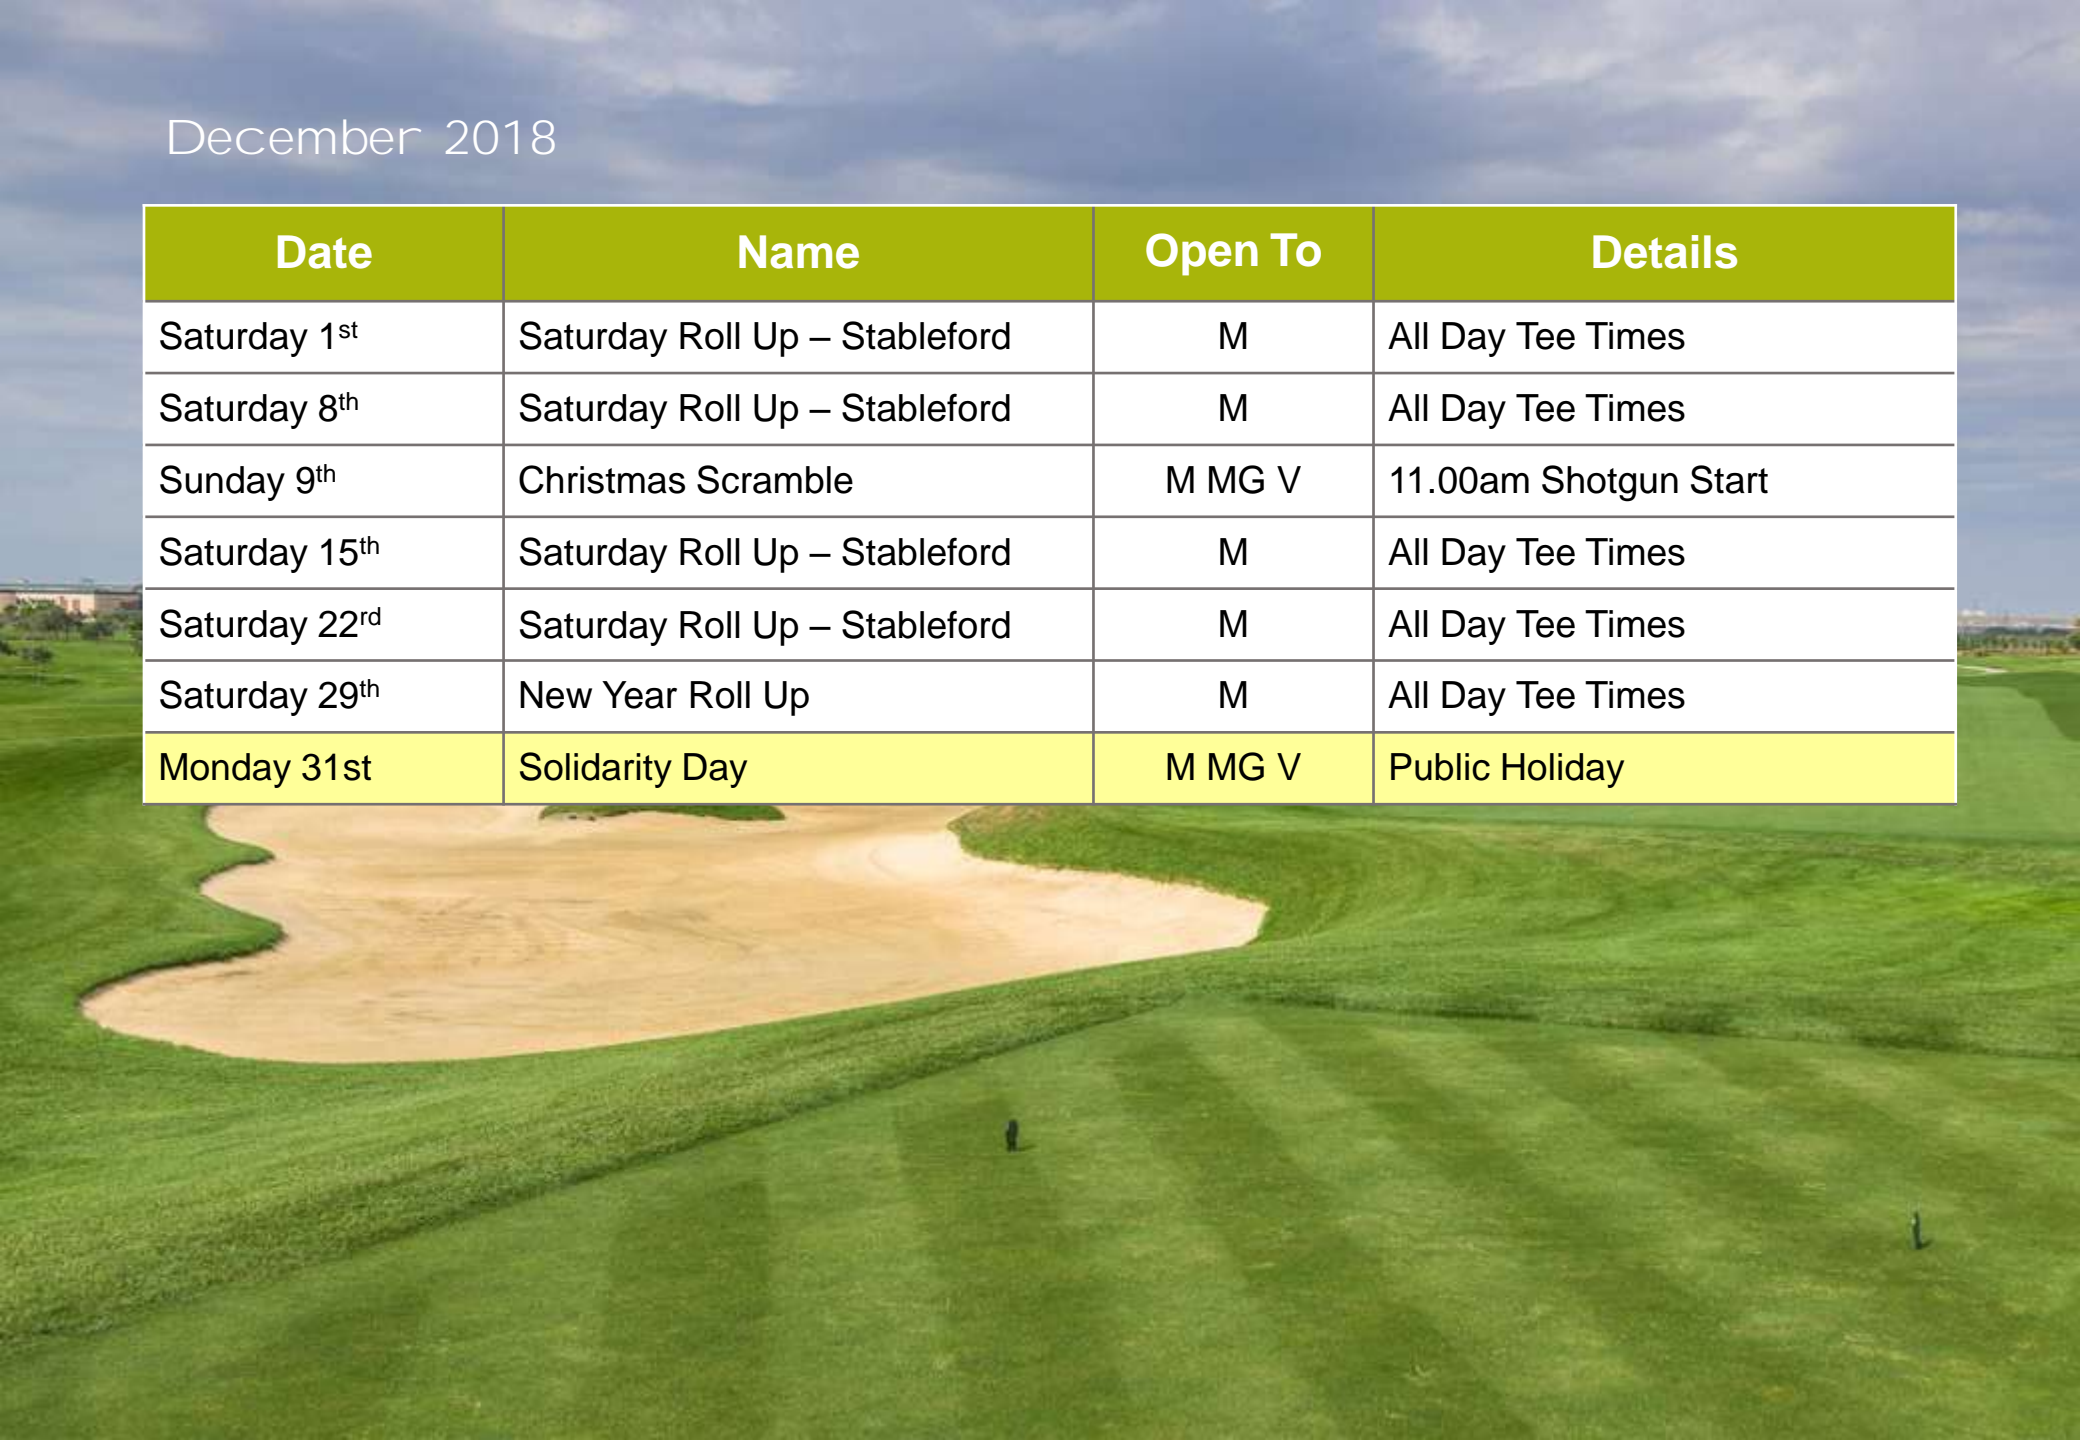 December 2018
Date Name Open To Details
Saturday 1st Saturday Roll Up – Stableford M All Day Tee Times
Saturday 8th Saturday Roll Up – Stableford M All Day Tee Times
Sunday 9th Christmas Scramble M MG V 11.00am Shotgun Start
Saturday 15th Saturday Roll Up – Stableford M All Day Tee Times
Saturday 22rd Saturday Roll Up – Stableford M All Day Tee Times
Saturday 29th New Year Roll Up M All Day Tee Times
Monday 31st Solidarity Day M MG V Public Holiday